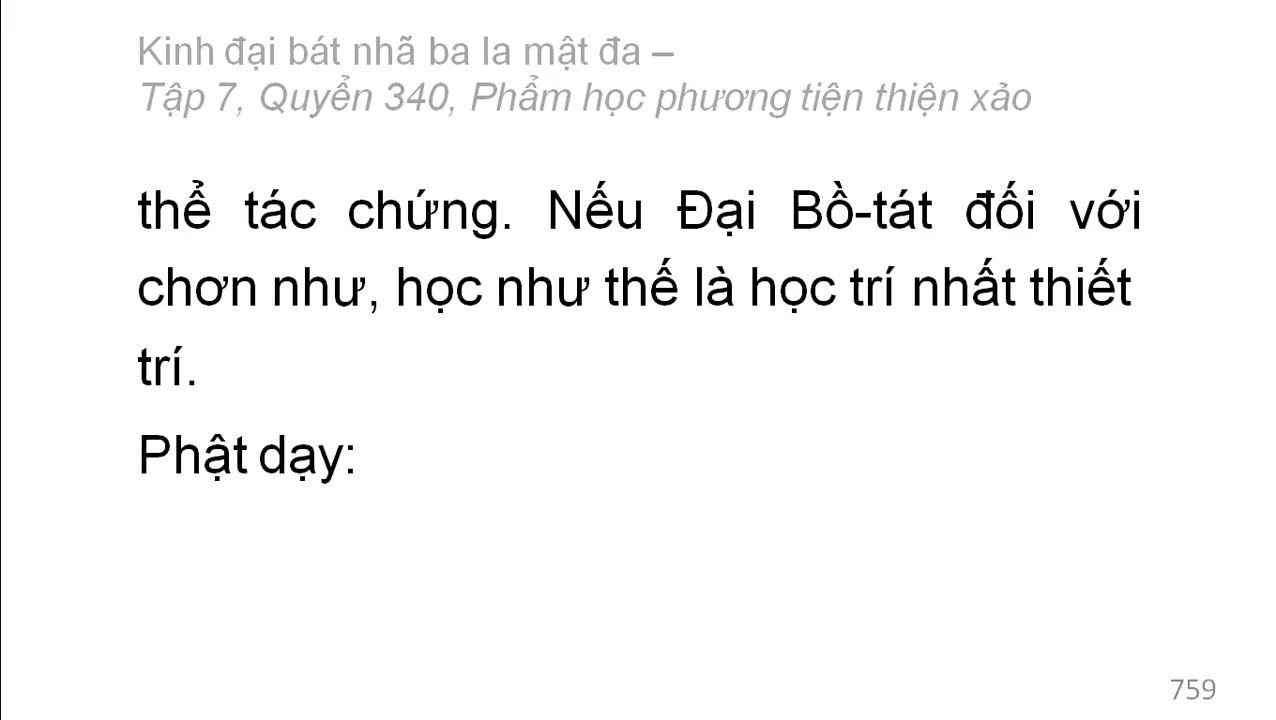 Kinh đại bát nhã ba la mật đa –
Tập 7, Quyển 340, Phẩm học phương tiện thiện xảo
thể tác chứng. Nếu Đại Bồ-tát đối với
chơn như, học như thế là học trí nhất thiết
trí.
Phật dạy:
759